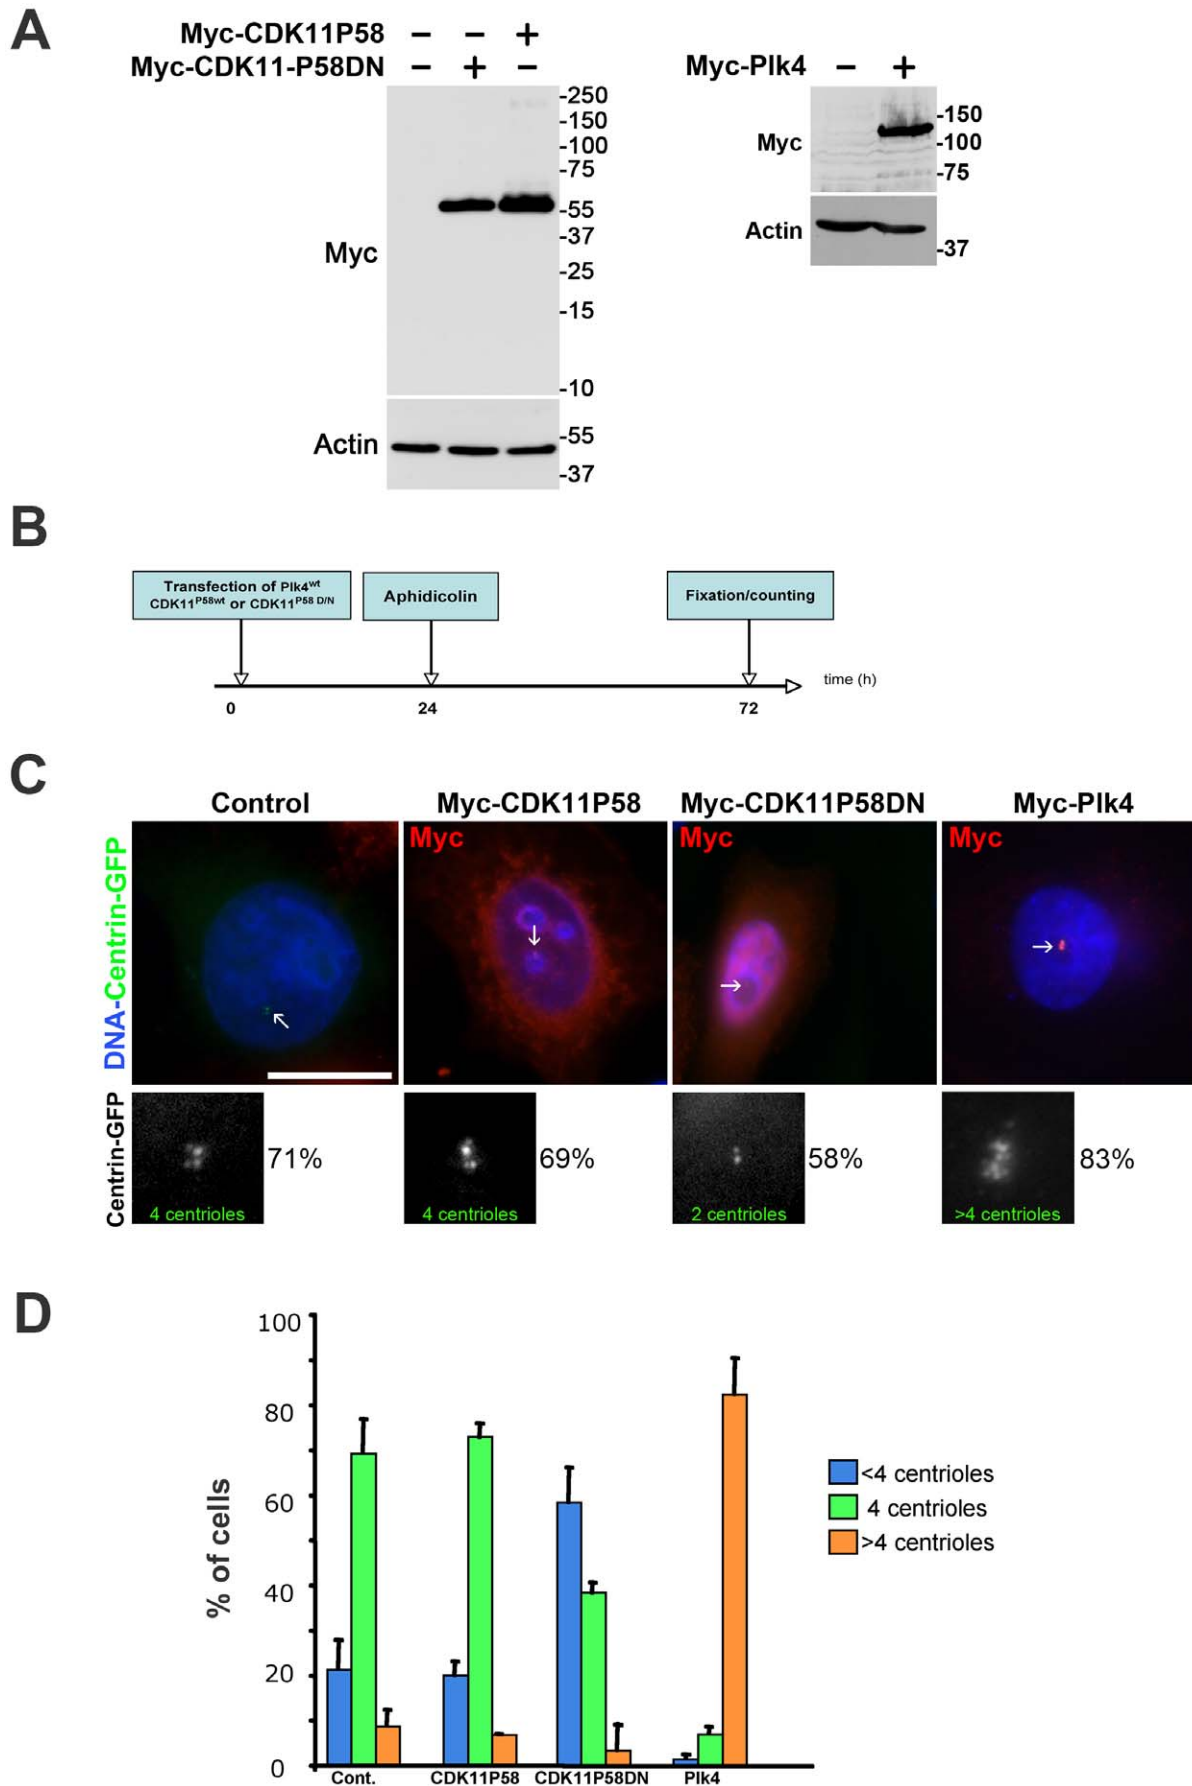 A
Myc-CDK11P58 - - +
Myc-CDK11-P58DN - + -
-250
-150
-100
-75
-55
-37
-25
-15
-10
Myc
Actin
-55
-37
Myc-Plk4 - +
Myc
-150
-100
-75
Actin
-37
B
Transfection of Plk4wt
CDK11P58wt or CDK11P58 D/N
Aphidicolin
Fixation/counting
time (h)
0 24 72
C
Control Myc-CDK11P58 Myc-CDK11P58DN Myc-Plk4
DNA-Centrin-GFP
Myc Myc Myc
Centrin-GFP
71% 69% 58% 83%
4 centrioles 4 centrioles 2 centrioles >4 centrioles
D
% of cells
100
80
60
40
20
0
Cont. CDK11P58 CDK11P58DN Plk4
<4 centrioles
4 centrioles
>4 centrioles